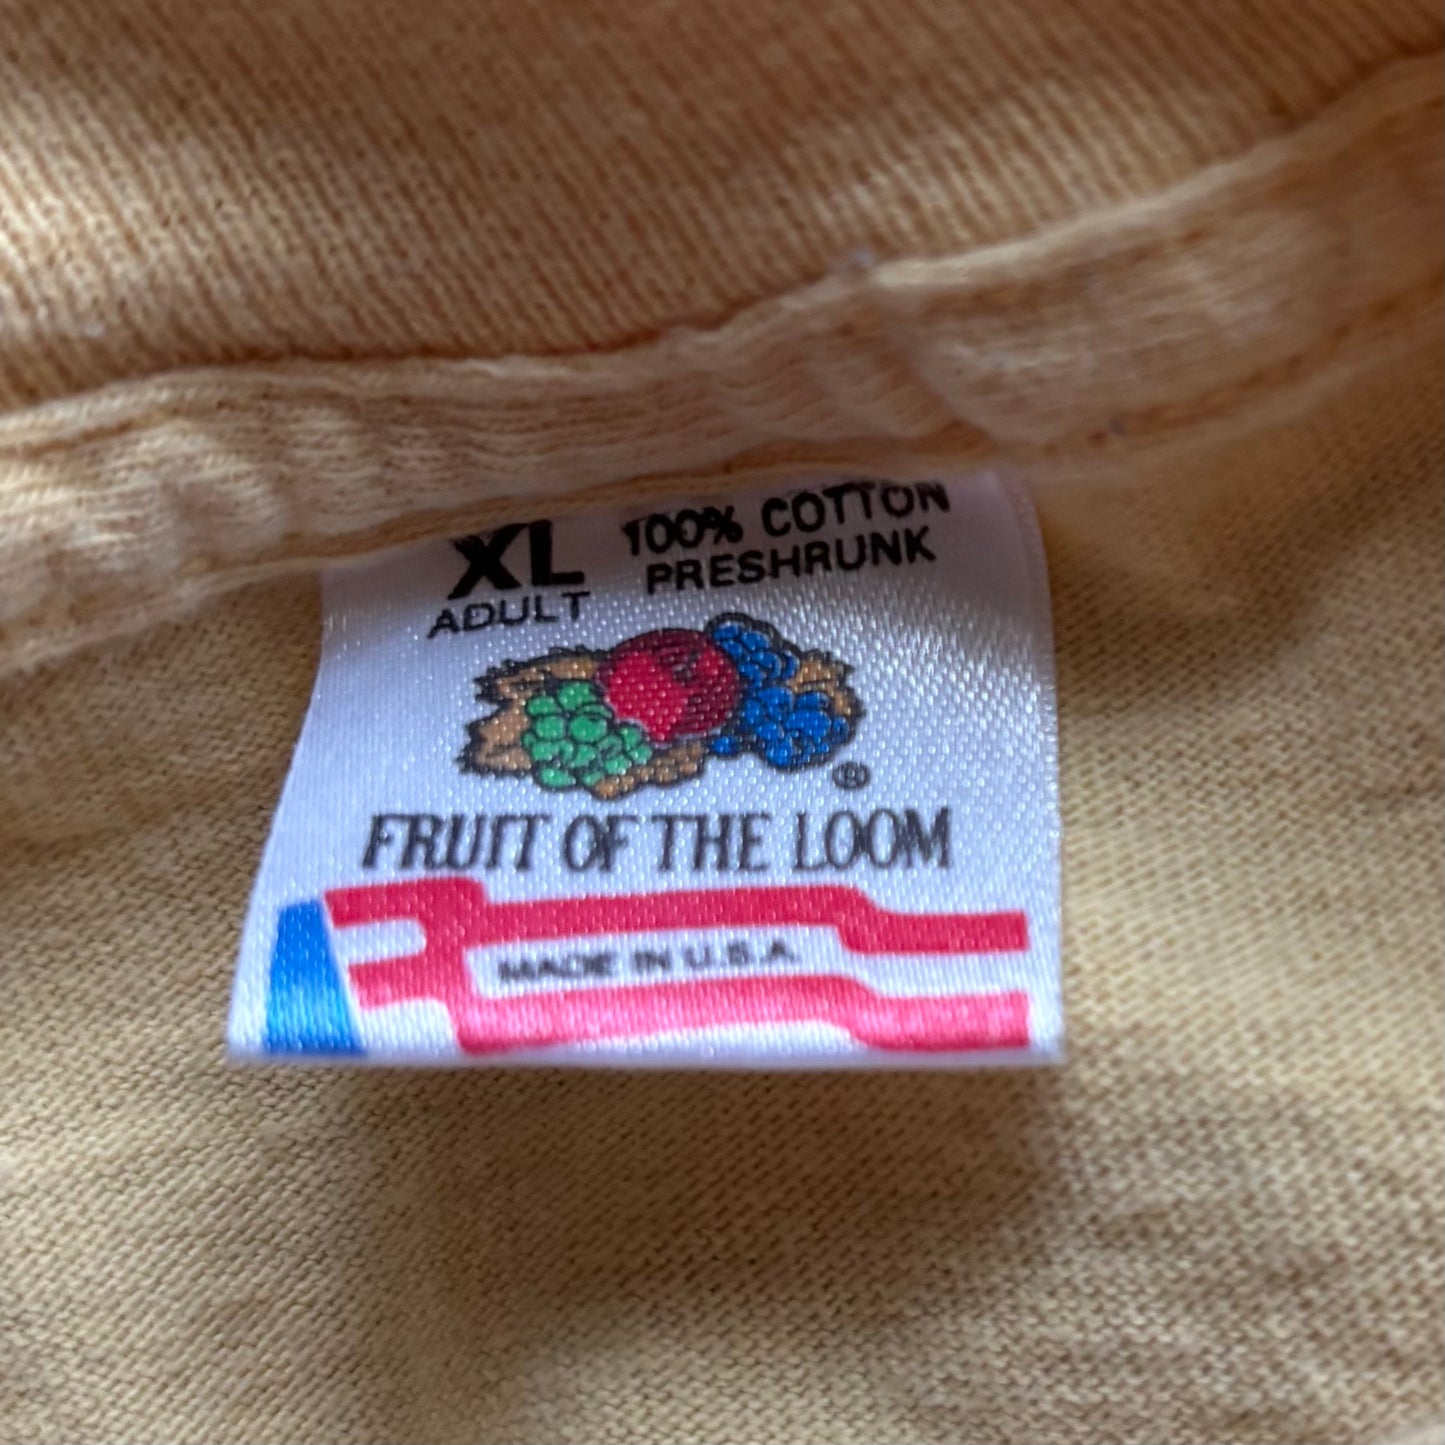 XL
ADULT
100% COTTON
PRESHRUNK
®
FRUIT OF THE LOOM
MADE IN U.S.A.